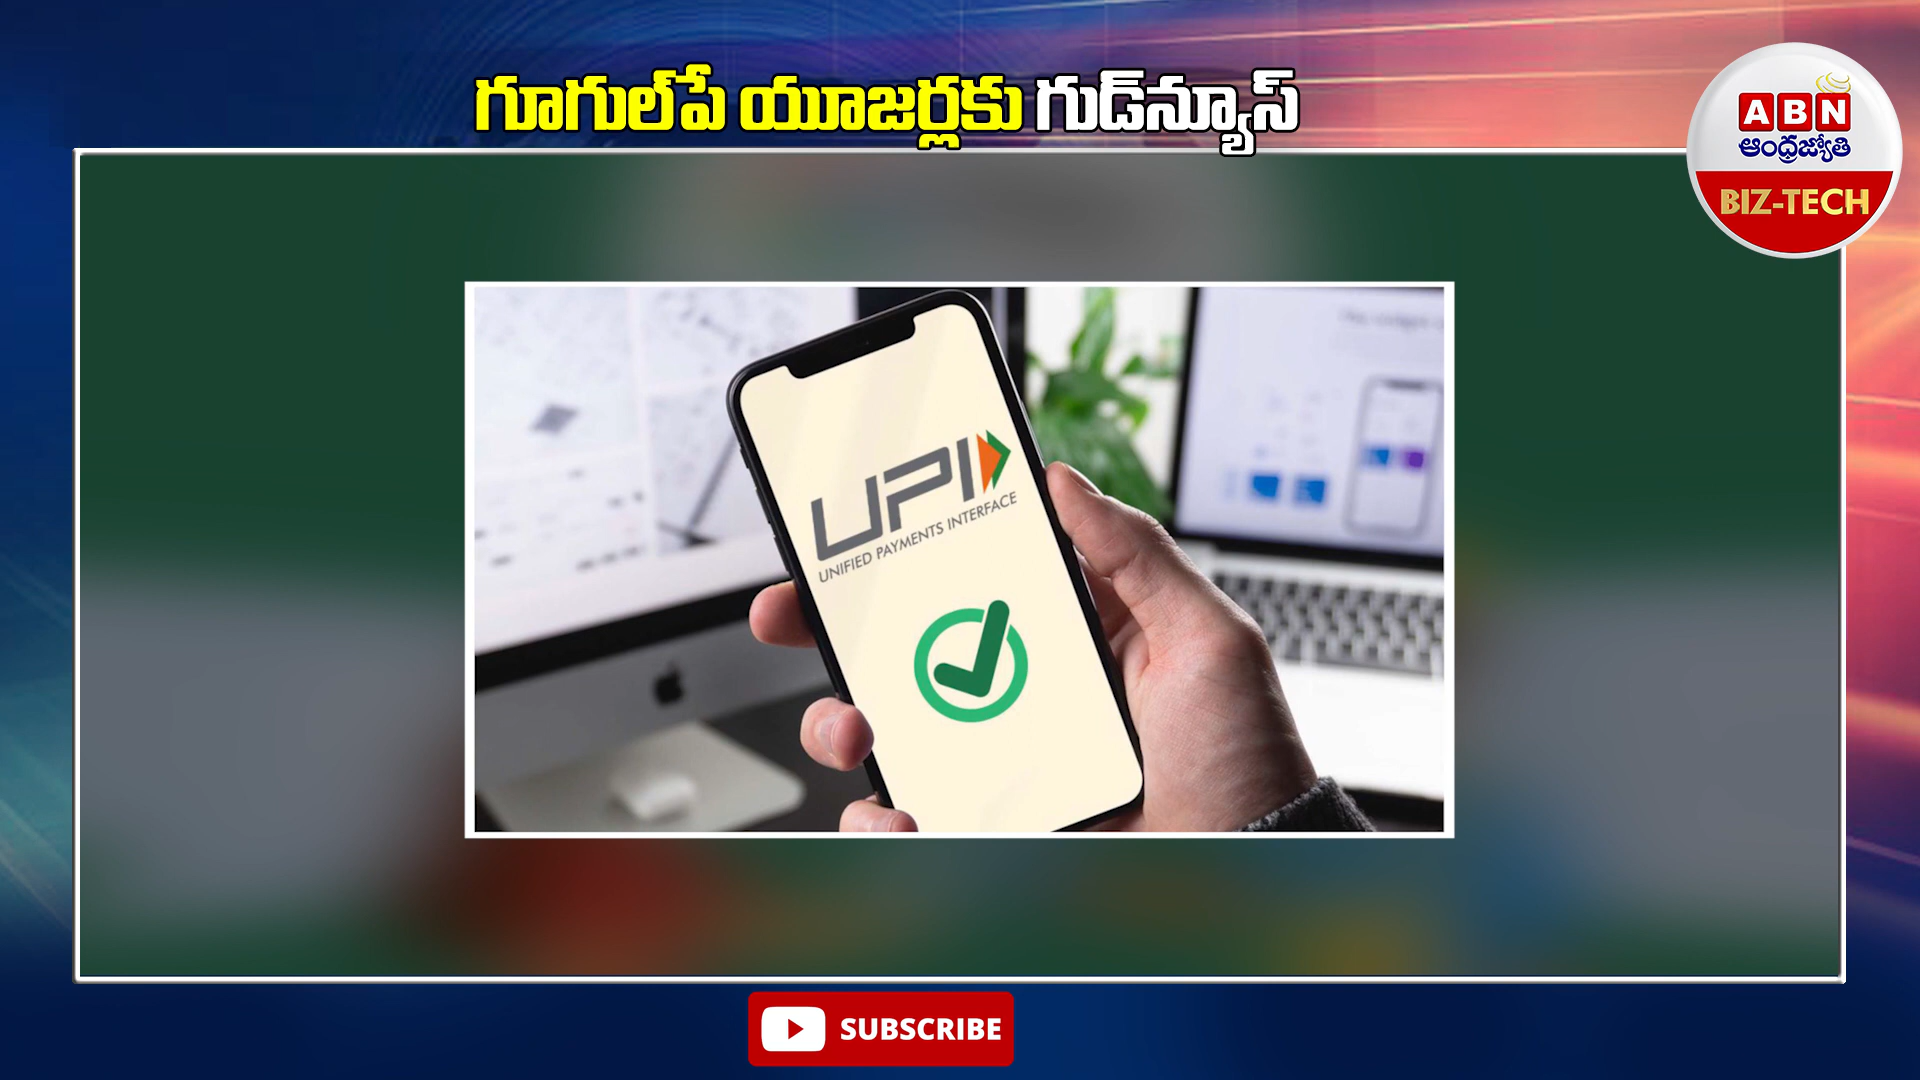 గూగుల్‌పే యూజర్లకు గుడ్‌న్యూస్
ABN
ఆంధ్రజ్యోతి
BIZ-TECH
UPI
UNIFIED PAYMENTS INTERFACE
SUBSCRIBE